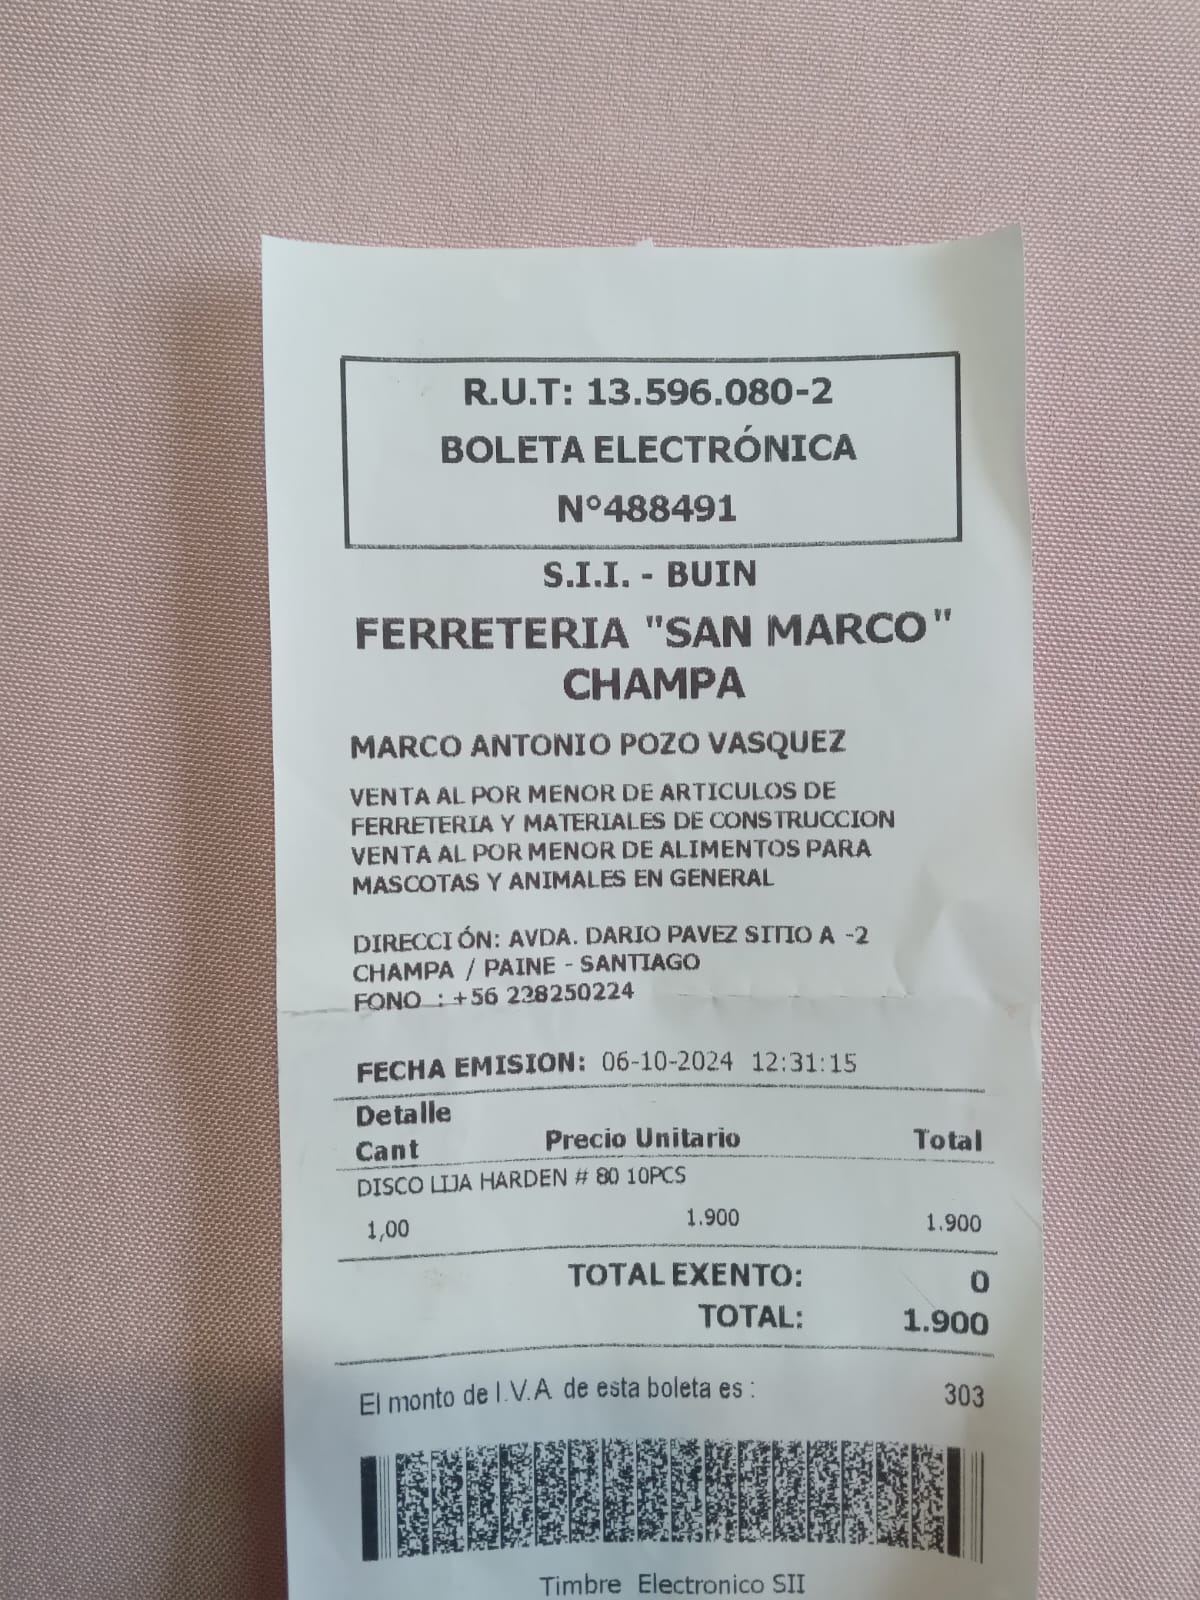 R.U.T: 13.596.080-2
BOLETA ELECTRÓNICA
N°488491
S.I.I. - BUIN
FERRETERIA "SAN MARCO"
CHAMPA
MARCO ANTONIO POZO VASQUEZ
VENTA AL POR MENOR DE ARTICULOS DE
FERRETERIA Y MATERIALES DE CONSTRUCCION
VENTA AL POR MENOR DE ALIMENTOS PARA
MASCOTAS Y ANIMALES EN GENERAL
DIRECCIÓN: AVDA. DARIO PAVEZ SITIO A -2
CHAMPA / PAINE - SANTIAGO
FONO : +56 228250224
FECHA EMISION: 06-10-2024 12:31:15
Detalle
Cant Precio Unitario Total
DISCO LIJA HARDEN # 80 10PCS
1,00 1.900 1.900
TOTAL EXENTO: 0
TOTAL: 1.900
El monto de I.V.A de esta boleta es : 303
Timbre Electronico SII